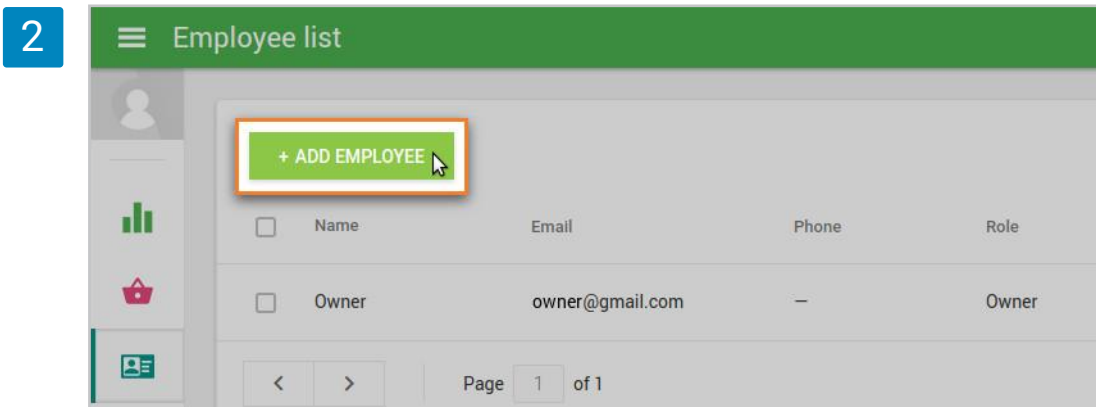 2
Employee list
+ ADD EMPLOYEE
Name Email Phone Role
Owner owner@gmail.com — Owner
< > Page 1 of 1